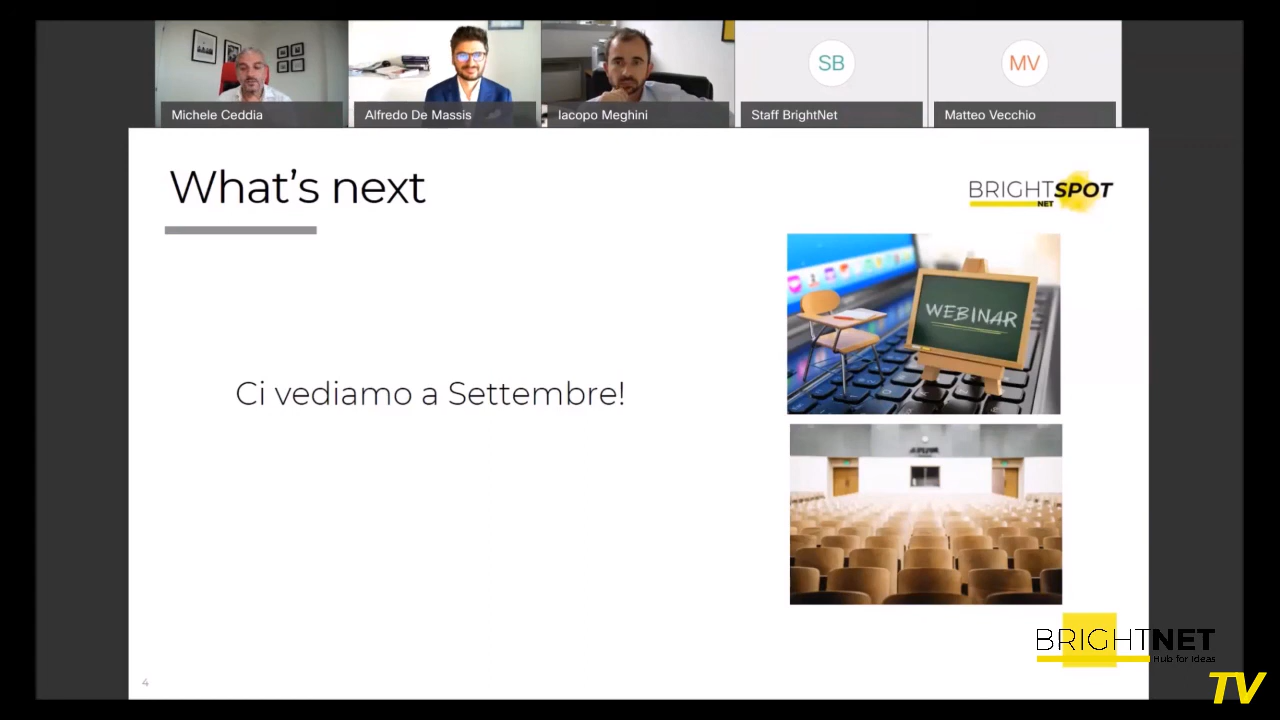 SB
MV
Michele Ceddia
Alfredo De Massis
Iacopo Meghini
Staff BrightNet
Matteo Vecchio
What's next
BRIGHTSPOT
NET
WEBINAR
Ci vediamo a Settembre!
BRIGHTNET
Hub for Ideas
4
TV